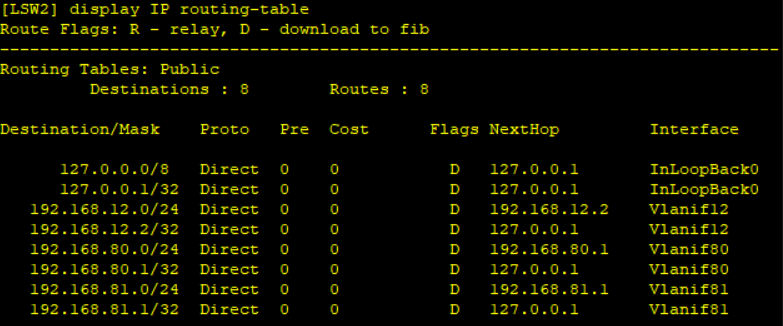 [LSW2] display IP routing-table
Route Flags: R - relay, D - download to fib
------------------------------------------------------------------------------
Routing Tables: Public
Destinations : 8 Routes : 8
Destination/Mask Proto Pre Cost Flags NextHop Interface
127.0.0.0/8 Direct 0 0 D 127.0.0.1 InLoopBack0
127.0.0.1/32 Direct 0 0 D 127.0.0.1 InLoopBack0
192.168.12.0/24 Direct 0 0 D 192.168.12.2 Vlanif12
192.168.12.2/32 Direct 0 0 D 127.0.0.1 Vlanif12
192.168.80.0/24 Direct 0 0 D 192.168.80.1 Vlanif80
192.168.80.1/32 Direct 0 0 D 127.0.0.1 Vlanif80
192.168.81.0/24 Direct 0 0 D 192.168.81.1 Vlanif81
192.168.81.1/32 Direct 0 0 D 127.0.0.1 Vlanif81